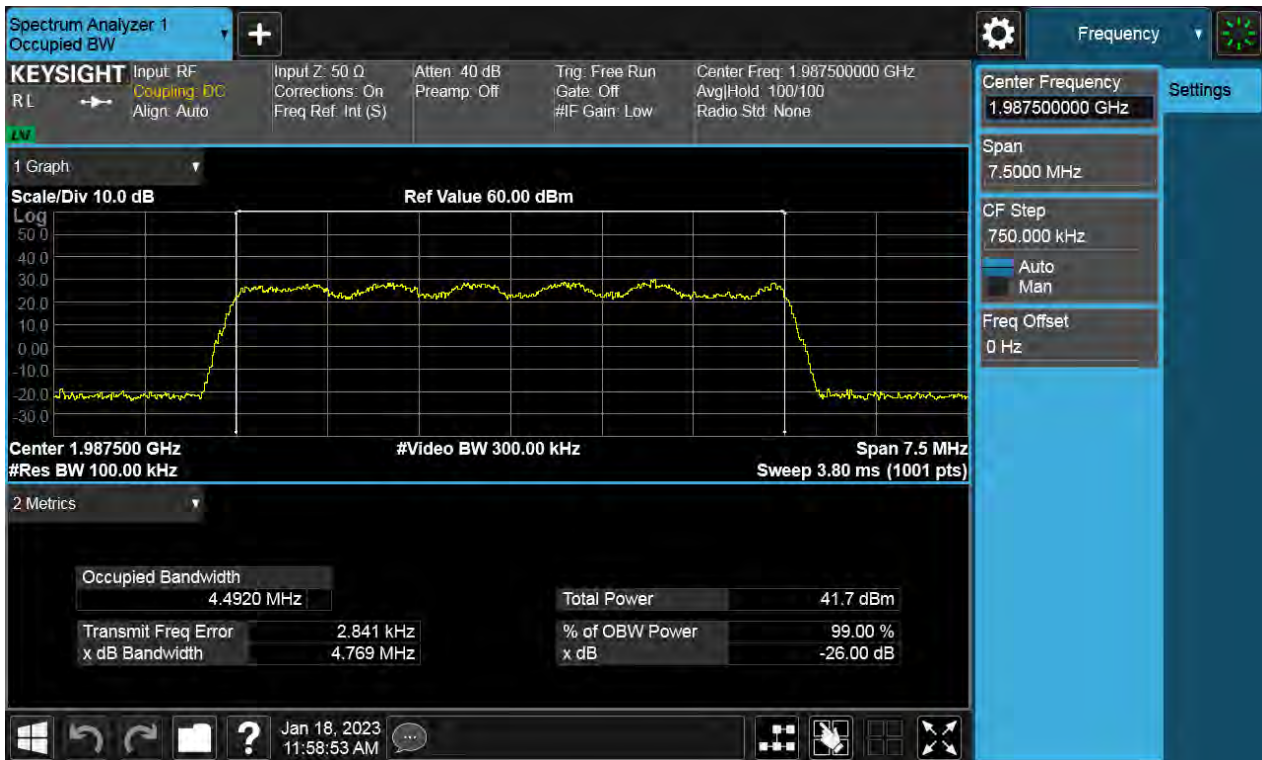 Spectrum Analyzer 1
Occupied BW
+
Frequency
KEYSIGHT
RL
Input: RF
Coupling: DC
Align: Auto
Input Z: 50 Ω
Corrections: On
Freq Ref: Int (S)
Atten: 40 dB
Preamp: Off
Trig: Free Run
Gate: Off
#IF Gain: Low
Center Freq: 1.987500000 GHz
Avg|Hold: 100/100
Radio Std: None
Center Frequency
1.987500000 GHz
Settings
Span
7.5000 MHz
CF Step
750.000 kHz
Auto
Man
Freq Offset
0 Hz
1 Graph
Scale/Div 10.0 dB
Ref Value 60.00 dBm
Log
50.0
40.0
30.0
20.0
10.0
0.00
-10.0
-20.0
-30.0
Center 1.987500 GHz
#Video BW 300.00 kHz
Span 7.5 MHz
#Res BW 100.00 kHz
Sweep 3.80 ms (1001 pts)
2 Metrics
Occupied Bandwidth
4.4920 MHz
Total Power 41.7 dBm
Transmit Freq Error 2.841 kHz
% of OBW Power 99.00 %
x dB Bandwidth 4.769 MHz
x dB -26.00 dB
?
Jan 18, 2023
11:58:53 AM